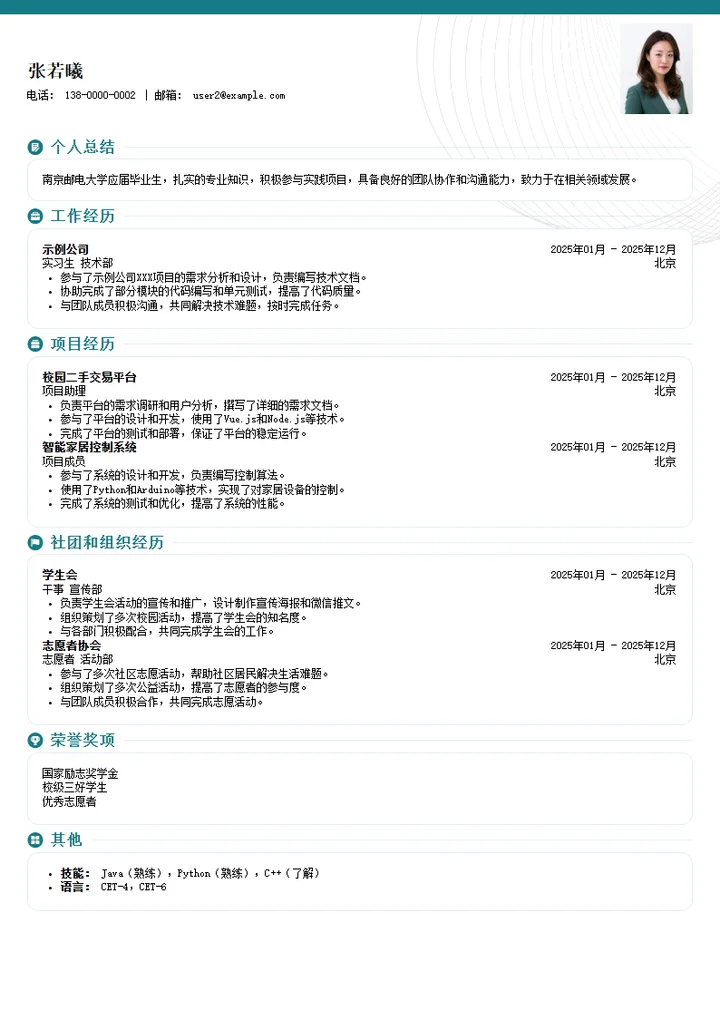 张若曦
电话： 138-0000-0002 | 邮箱： user2@example.com
个人总结
南京邮电大学应届毕业生，扎实的专业知识，积极参与实践项目，具备良好的团队协作和沟通能力，致力于在相关领域发展。
工作经历
示例公司 2025年01月 - 2025年12月
实习生 技术部 北京
• 参与了示例公司XXX项目的需求分析和设计，负责编写技术文档。
• 协助完成了部分模块的代码编写和单元测试，提高了代码质量。
• 与团队成员积极沟通，共同解决技术难题，按时完成任务。
项目经历
校园二手交易平台 2025年01月 - 2025年12月
项目助理 北京
• 负责平台的需求调研和用户分析，撰写了详细的需求文档。
• 参与了平台的设计和开发，使用了Vue.js和Node.js等技术。
• 完成了平台的测试和部署，保证了平台的稳定运行。
智能家居控制系统 2025年01月 - 2025年12月
项目成员 北京
• 参与了系统的设计和开发，负责编写控制算法。
• 使用了Python和Arduino等技术，实现了对家居设备的控制。
• 完成了系统的测试和优化，提高了系统的性能。
社团和组织经历
学生会 2025年01月 - 2025年12月
干事 宣传部 北京
• 负责学生会活动的宣传和推广，设计制作宣传海报和微信推文。
• 组织策划了多次校园活动，提高了学生会的知名度。
• 与各部门积极配合，共同完成学生会的工作。
志愿者协会 2025年01月 - 2025年12月
志愿者 活动部 北京
• 参与了多次社区志愿活动，帮助社区居民解决生活难题。
• 组织策划了多次公益活动，提高了志愿者的参与度。
• 与团队成员积极合作，共同完成志愿活动。
荣誉奖项
国家励志奖学金
校级三好学生
优秀志愿者
其他
• 技能： Java（熟练），Python（熟练），C++（了解）
• 语言： CET-4，CET-6